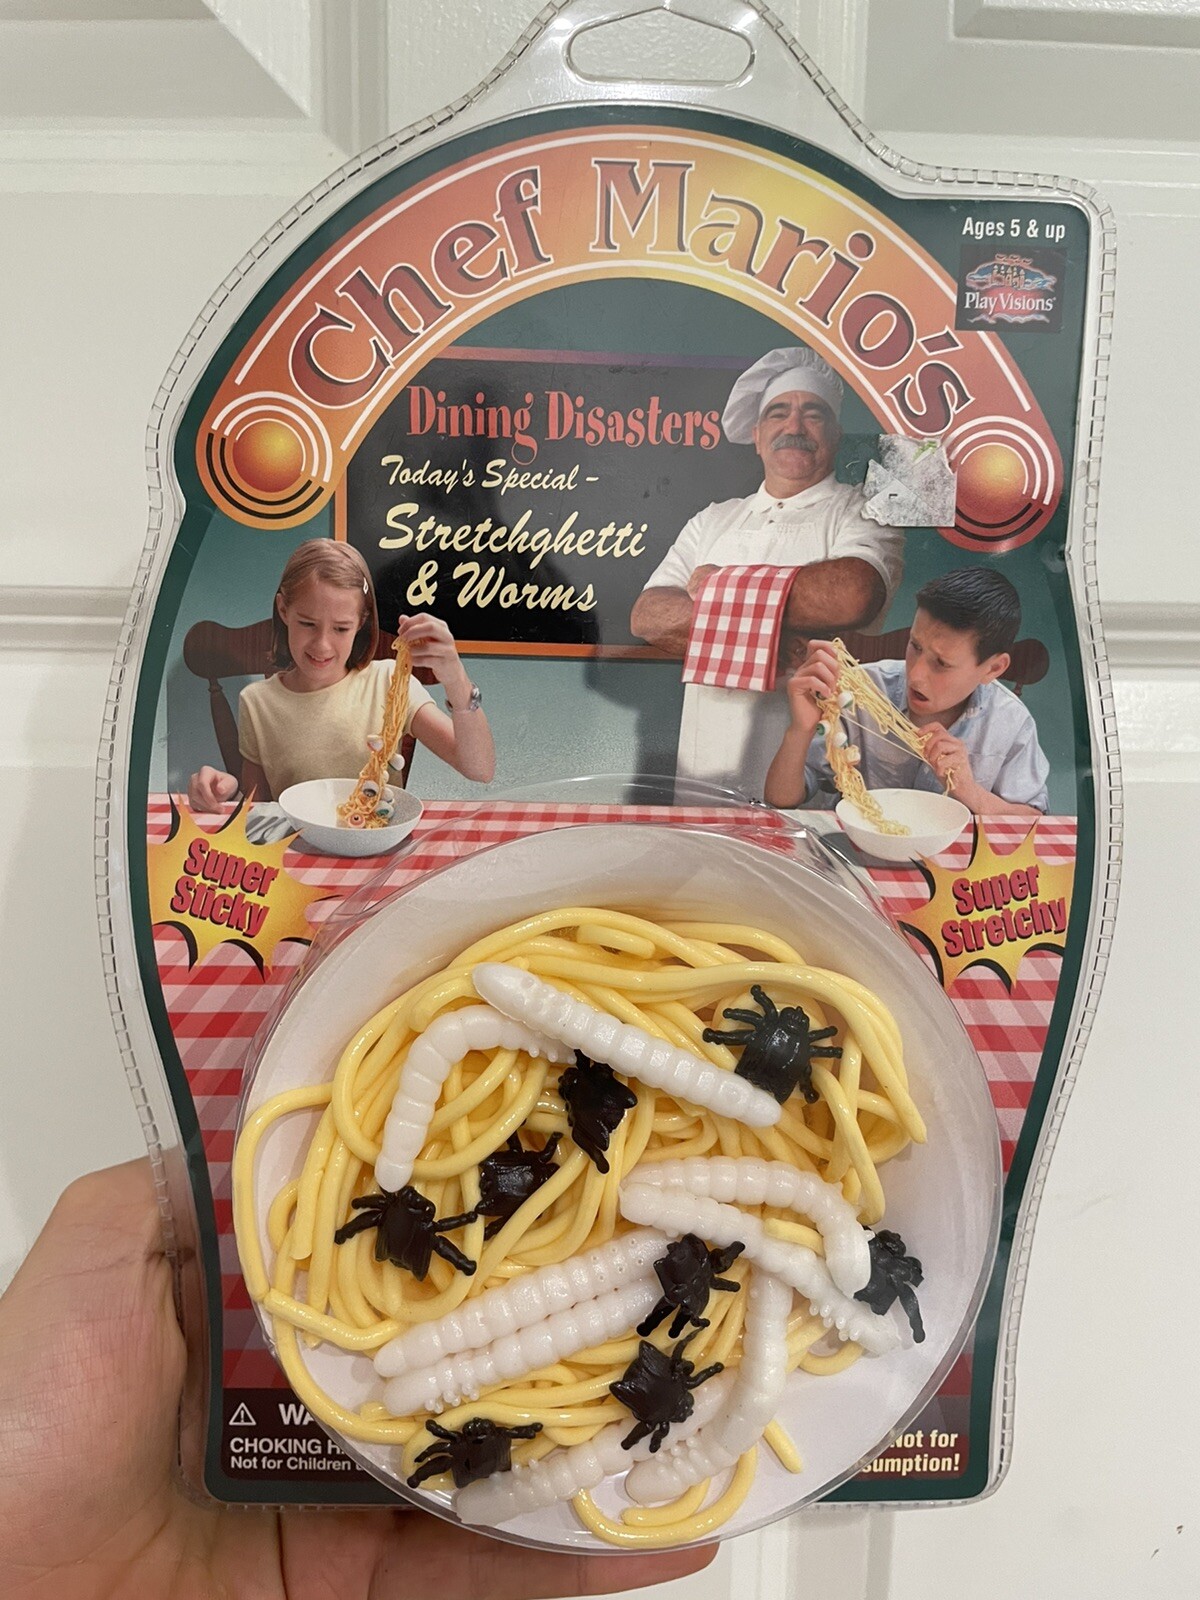 Chef Mario's
Ages 5 & up
Play Visions®
Dining Disasters
Today's Special -
Stretchghetti
& Worms
Super
Sticky
Super
Stretchy
CHOKING
Not for Children
Not for